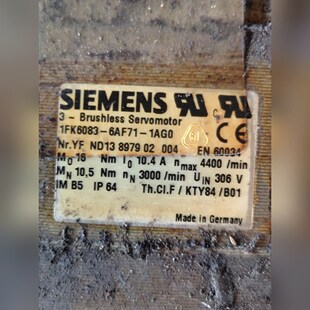 SIEMENS
3 - Brushless Servomotor
1FK6083-6AF71-1AG0
Nr.YF ND13 8979 02 004 EN 60034
M0 16 Nm I0 10.4 A nmax 4400 /min
MN 10,5 Nm nN 3000 /min UIN 306 V
IM B5 IP 64 Th.Cl.F / KTY84 /B01
Made in Germany